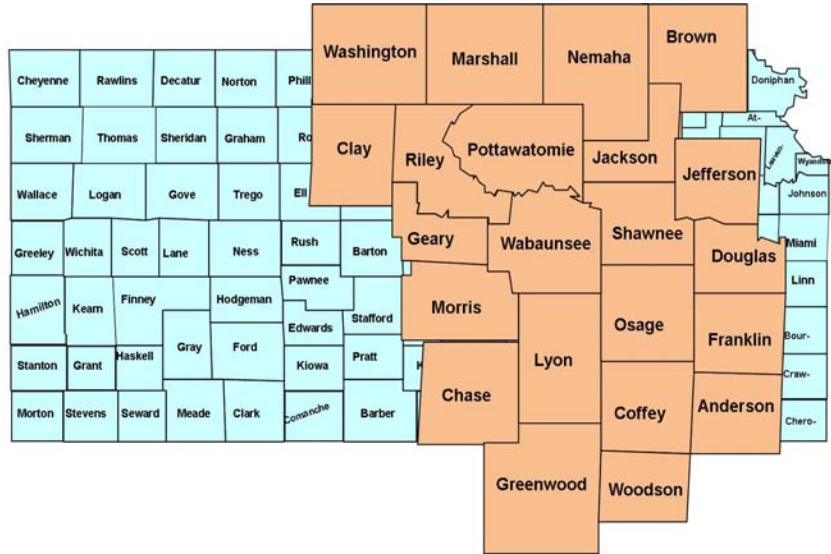 Washington
Marshall
Nemaha
Brown
Cheyenne
Rawlins
Decatur
Norton
Phill
Doniphan
Sherman
Thomas
Sheridan
Graham
Ro
Clay
Riley
Pottawatomie
Jackson
At-
Leaven-
Wyandott
Jefferson
Johnson
Wallace
Logan
Gove
Trego
Ell
Greeley
Wichita
Scott
Lane
Ness
Rush
Barton
Geary
Wabaunsee
Shawnee
Douglas
Miami
Pawnee
Hamilton
Kearn
Finney
Hodgeman
Stafford
Edwards
Morris
Lyon
Osage
Franklin
Linn
Bour-
Stanton
Grant
Haskell
Gray
Ford
Kiowa
Pratt
K
Chase
Coffey
Anderson
Craw-
Morton
Stevens
Seward
Meade
Clark
Comanche
Barber
Chero-
Greenwood
Woodson